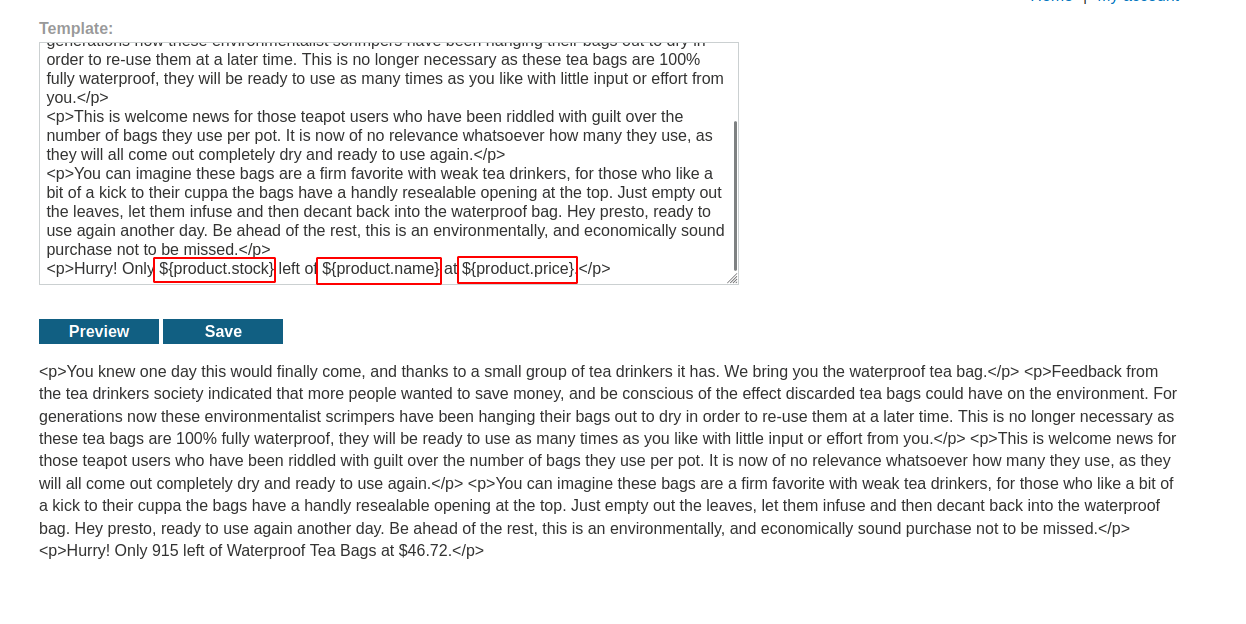 Home | My account
Template:
generations now these environmentalist scrimpers have been hanging their bags out to dry in
order to re-use them at a later time. This is no longer necessary as these tea bags are 100%
fully waterproof, they will be ready to use as many times as you like with little input or effort from
you.</p>
<p>This is welcome news for those teapot users who have been riddled with guilt over the
number of bags they use per pot. It is now of no relevance whatsoever how many they use, as
they will all come out completely dry and ready to use again.</p>
<p>You can imagine these bags are a firm favorite with weak tea drinkers, for those who like a
bit of a kick to their cuppa the bags have a handly resealable opening at the top. Just empty out
the leaves, let them infuse and then decant back into the waterproof bag. Hey presto, ready to
use again another day. Be ahead of the rest, this is an environmentally, and economically sound
purchase not to be missed.</p>
<p>Hurry! Only ${product.stock} left of ${product.name} at ${product.price}.</p>
Preview Save
<p>You knew one day this would finally come, and thanks to a small group of tea drinkers it has. We bring you the waterproof tea bag.</p> <p>Feedback from
the tea drinkers society indicated that more people wanted to save money, and be conscious of the effect discarded tea bags could have on the environment. For
generations now these environmentalist scrimpers have been hanging their bags out to dry in order to re-use them at a later time. This is no longer necessary as
these tea bags are 100% fully waterproof, they will be ready to use as many times as you like with little input or effort from you.</p> <p>This is welcome news for
those teapot users who have been riddled with guilt over the number of bags they use per pot. It is now of no relevance whatsoever how many they use, as they
will all come out completely dry and ready to use again.</p> <p>You can imagine these bags are a firm favorite with weak tea drinkers, for those who like a bit of
a kick to their cuppa the bags have a handly resealable opening at the top. Just empty out the leaves, let them infuse and then decant back into the waterproof
bag. Hey presto, ready to use again another day. Be ahead of the rest, this is an environmentally, and economically sound purchase not to be missed.</p>
<p>Hurry! Only 915 left of Waterproof Tea Bags at $46.72.</p>